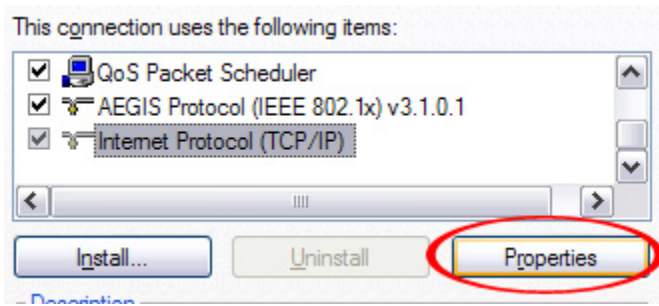 This connection uses the following items:
QoS Packet Scheduler
AEGIS Protocol (IEEE 802.1x) v3.1.0.1
Internet Protocol (TCP/IP)
Install... Uninstall Properties
Description